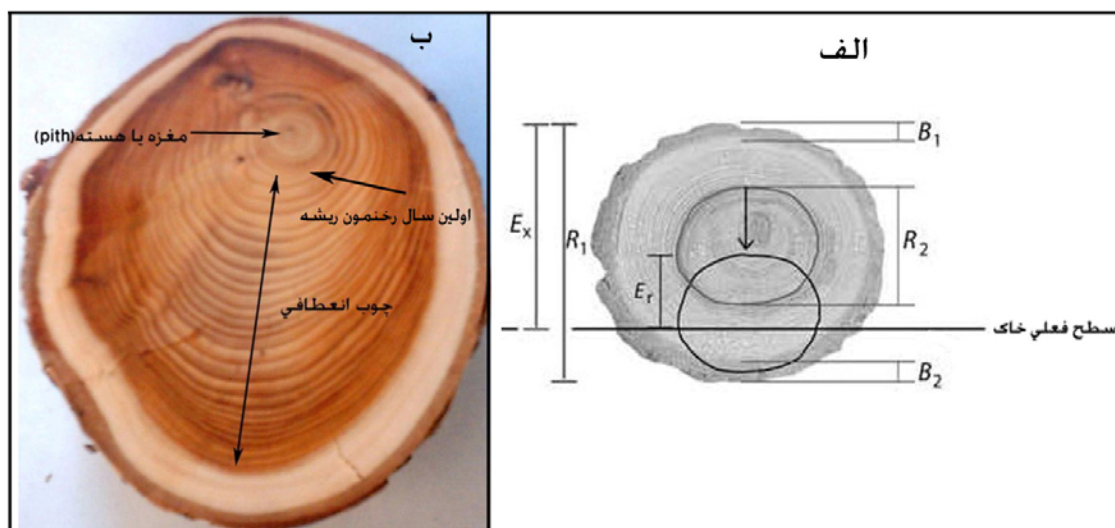 الف
B₁
Eₓ
R₁
R₂
Eᵣ
سطح فعلي خاک
B₂
ب
مغزه یا هسته(pith)
اولین سال رخنمون ریشه
چوب انعطافي